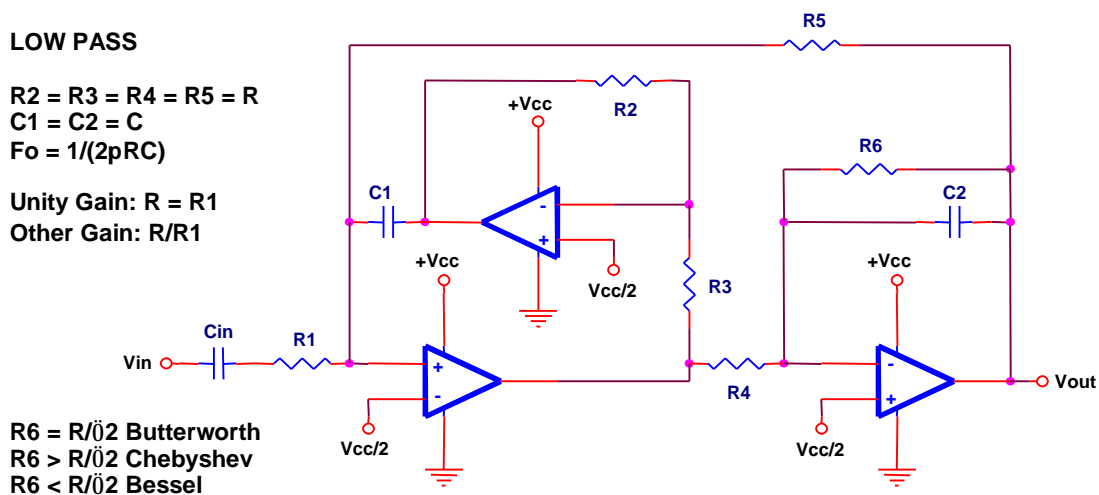 LOW PASS
R2 = R3 = R4 = R5 = R
C1 = C2 = C
Fo = 1/(2pRC)
Unity Gain: R = R1
Other Gain: R/R1
R5
+Vcc
R2
R6
C1
-
+
C2
+Vcc
Vcc/2
R3
+Vcc
Cin
R1
Vin
+
-
R4
-
+
Vout
Vcc/2
Vcc/2
R6 = R/Ö2 Butterworth
R6 > R/Ö2 Chebyshev
R6 < R/Ö2 Bessel